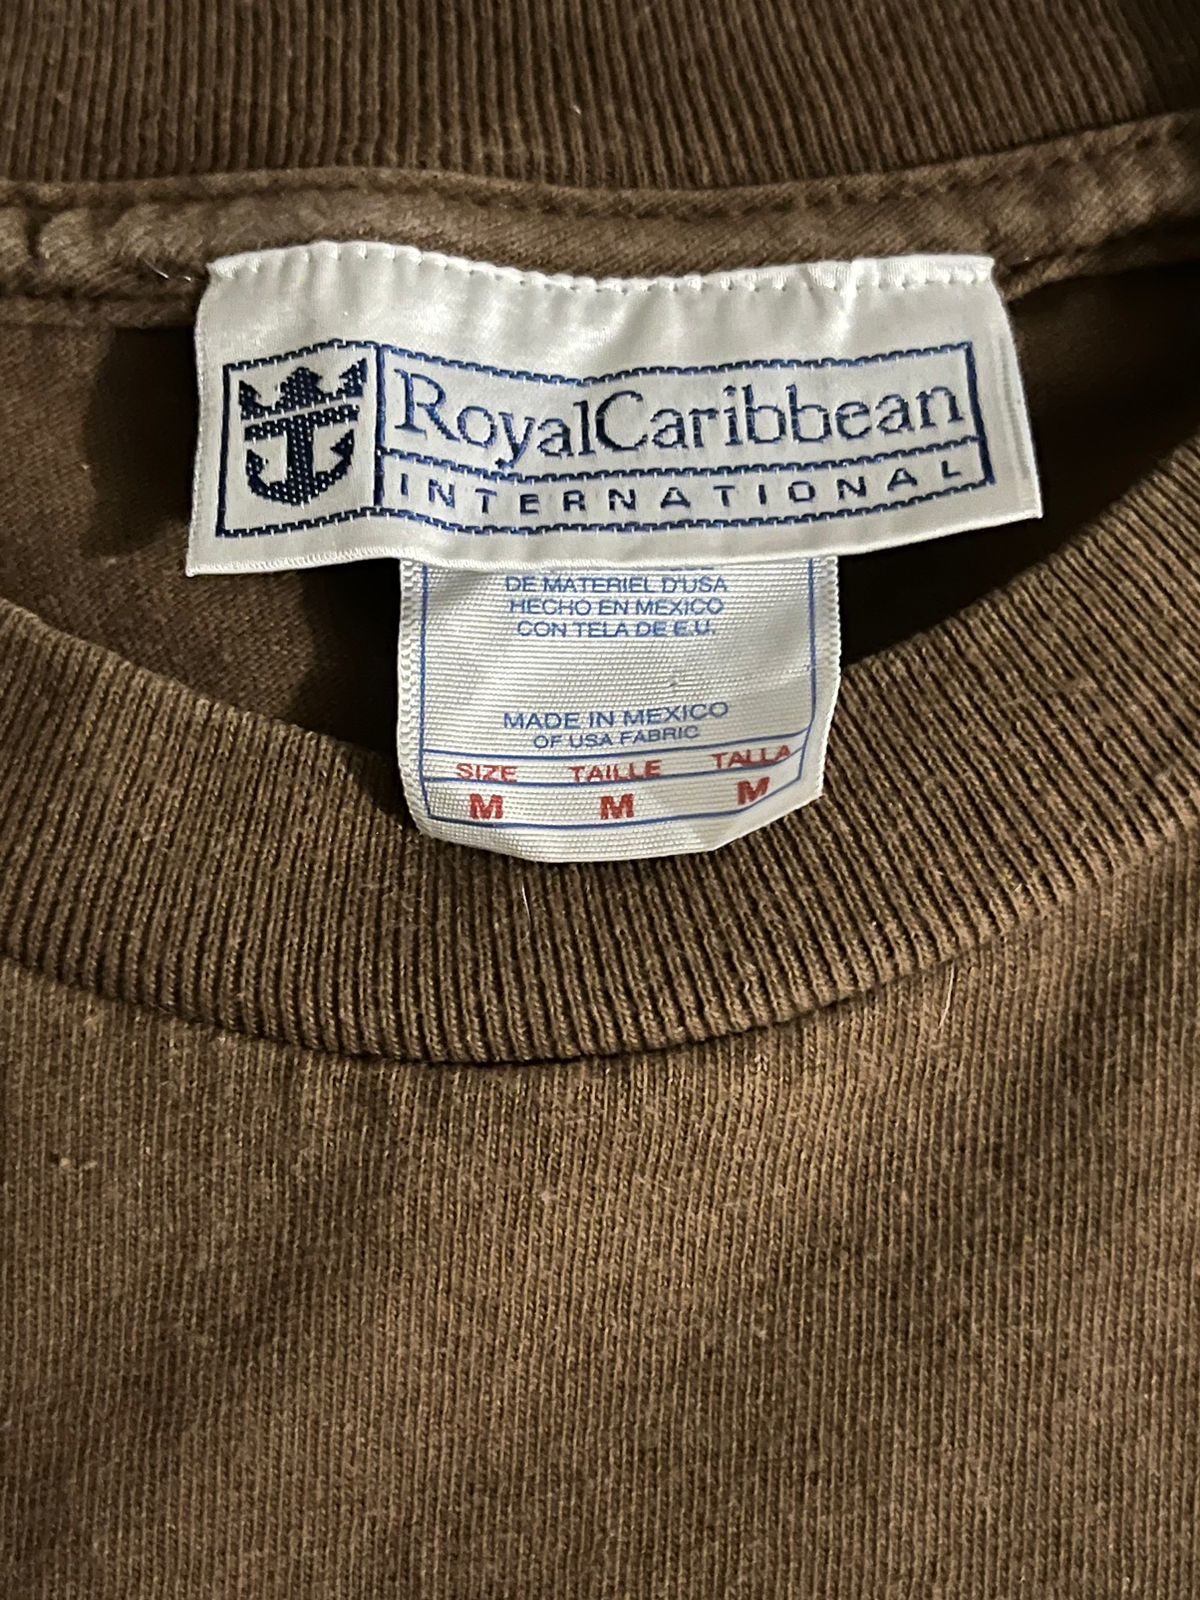 RoyalCaribbean
INTERNATIONAL
DE MATERIEL D'USA
HECHO EN MEXICO
CON TELA DE E.U.
MADE IN MEXICO
OF USA FABRIC
SIZE TAILLE TALLA
M M M